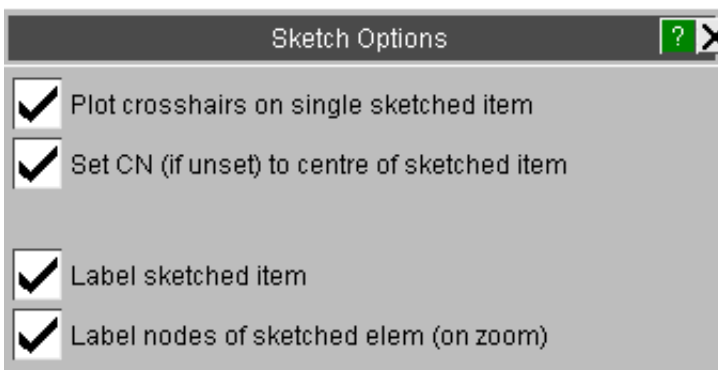 Sketch Options ?
Plot crosshairs on single sketched item
Set CN (if unset) to centre of sketched item
Label sketched item
Label nodes of sketched elem (on zoom)